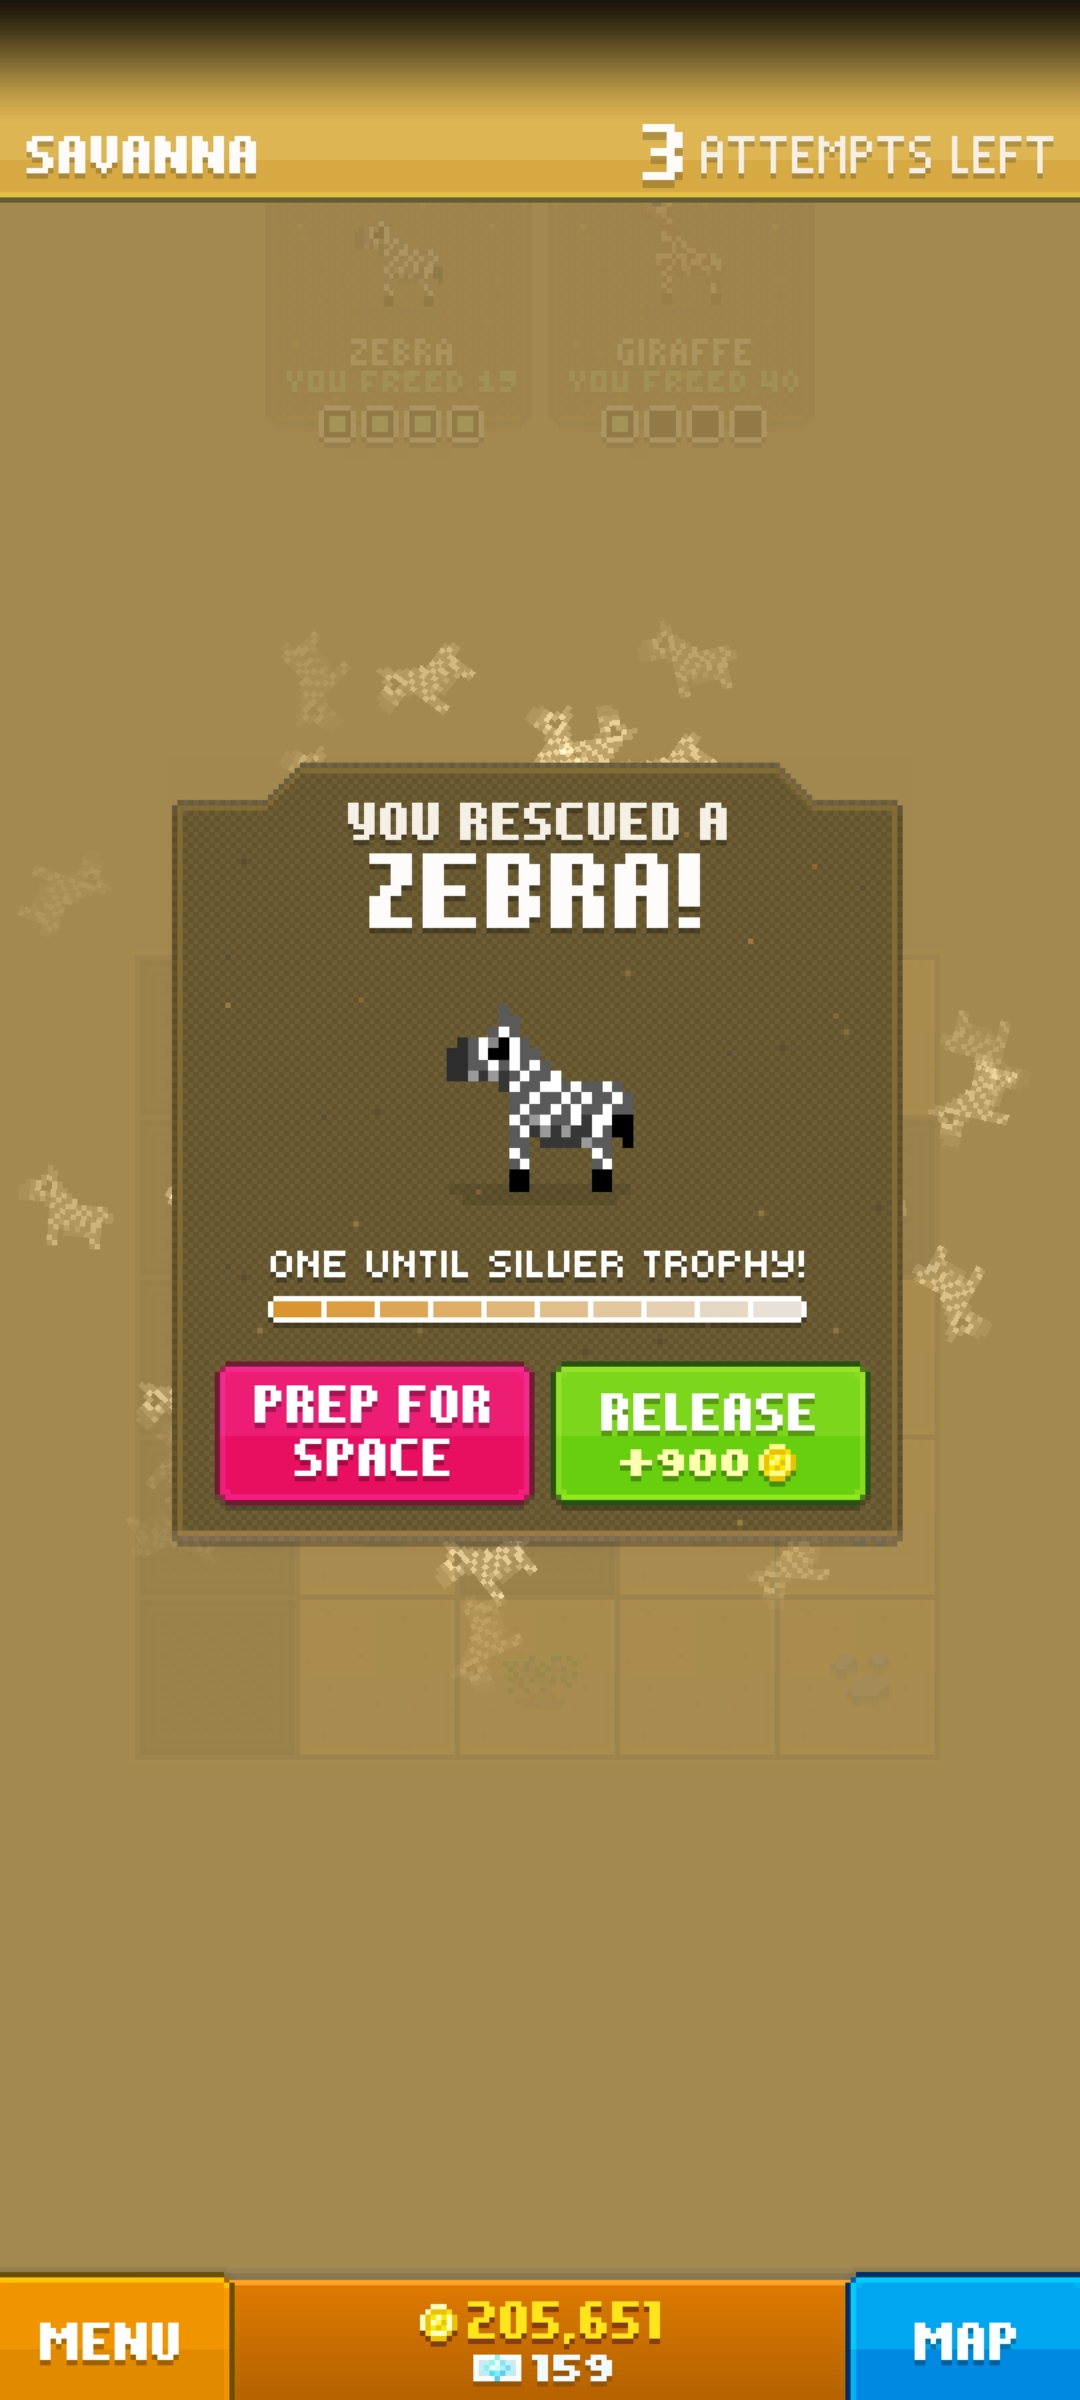 SAVANNA
3 ATTEMPTS LEFT
ZEBRA
GIRAFFE
YOU FREED 15
YOU FREED 40
YOU RESCUED A
ZEBRA!
ONE UNTIL SILVER TROPHY!
PREP FOR
SPACE
RELEASE
+900
MENU
205,651
159
MAP